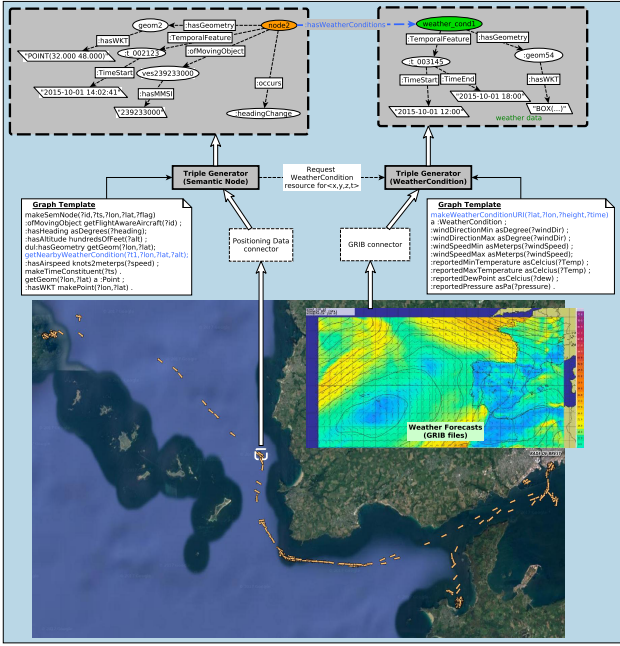 geom2
:hasGeometry
node2
:hasWeatherConditions
weather_cond1
:hasWKT
:TemporalFeature
:TemporalFeature
:hasGeometry
"POINT(32.000 48.000)"
:t_002123
:ofMovingObject
:t_003145
:geom54
:TimeStart
ves239233000
:occurs
:TimeStart
:TimeEnd
:hasWKT
"2015-10-01 14:02:41"
:hasMMSI
"2015-10-01 18:00"
"239233000"
:headingChange
"2015-10-01 12:00"
"BOX(...)"
weather data
Triple Generator
(Semantic Node)
Request
WeatherCondition
resource for<x,y,z,t>
Triple Generator
(WeatherCondition)
Graph Template
makeSemNode(?id,?ts,?lon,?lat,?flag)
:ofMovingObject getFlightAwareAircraft(?id) ;
:hasHeading asDegrees(?heading);
:hasAltitude hundredsOfFeet(?alt) ;
dul:hasGeometry getGeom(?lon,?lat);
getNearbyWeatherCondition(?t1,?lon,?lat,?alt);
:hasAirspeed knots2meterps(?speed) ;
makeTimeConstituent(?ts) .
getGeom(?lon,?lat) a :Point ;
:hasWKT makePoint(?lon,?lat) .
Positioning Data
connector
GRIB connector
Graph Template
makeWeatherConditionURI(?lat,?lon,?height,?time)
a :WeatherCondition ;
:windDirectionMin asDegree(?windDir) ;
:windDirectionMax asDegree(?windDir) ;
:windSpeedMin asMeterps(?windSpeed) ;
:windSpeedMax asMeterps(?windSpeed);
:reportedMinTemperature asCelcius(?Temp) ;
:reportedMaxTemperature asCelcius(?Temp) ;
:reportedDewPoint asCelcius(?dew) ;
:reportedPressure asPa(?pressure) .
Weather Forecasts
(GRIB files)